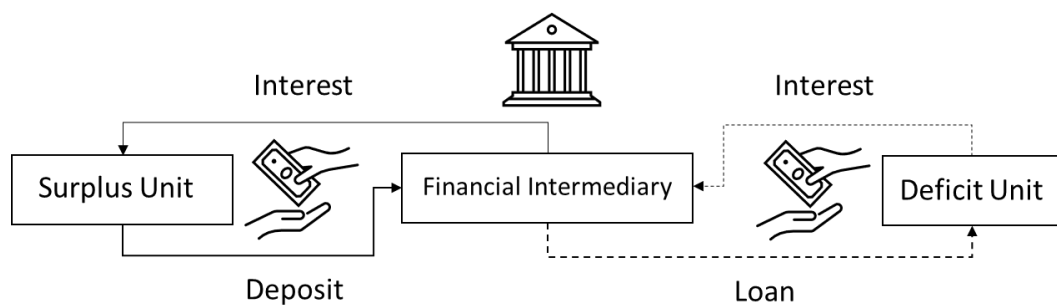 Interest
Interest
Surplus Unit
Financial Intermediary
Deficit Unit
Deposit
Loan